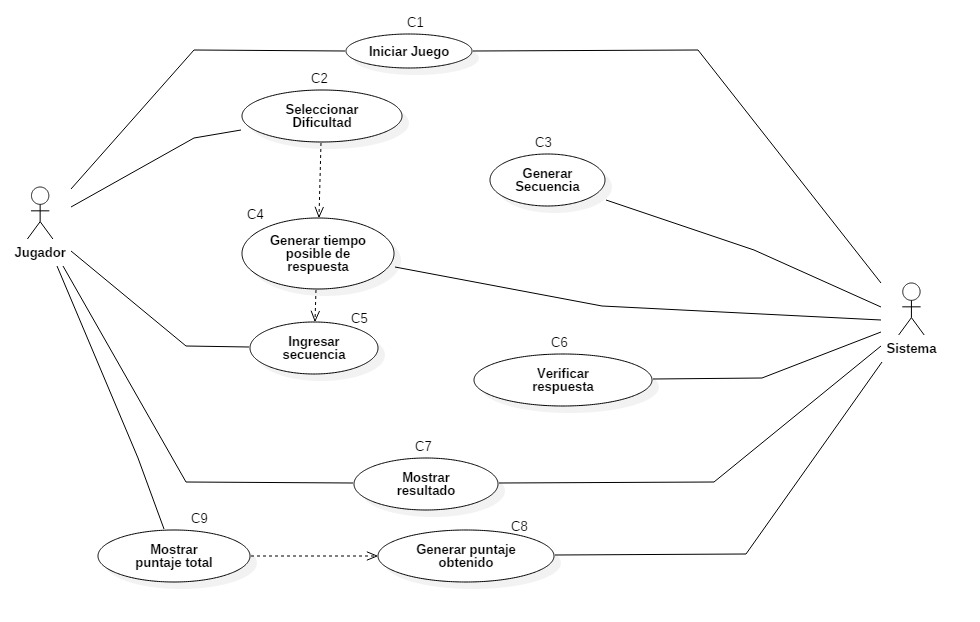 C1
Iniciar Juego
C2
Seleccionar
Dificultad
C3
Generar
Secuencia
C4
Generar tiempo
posible de
respuesta
Jugador
C5
Ingresar
secuencia
Sistema
C6
Verificar
respuesta
C7
Mostrar
resultado
C9
Mostrar
puntaje total
C8
Generar puntaje
obtenido